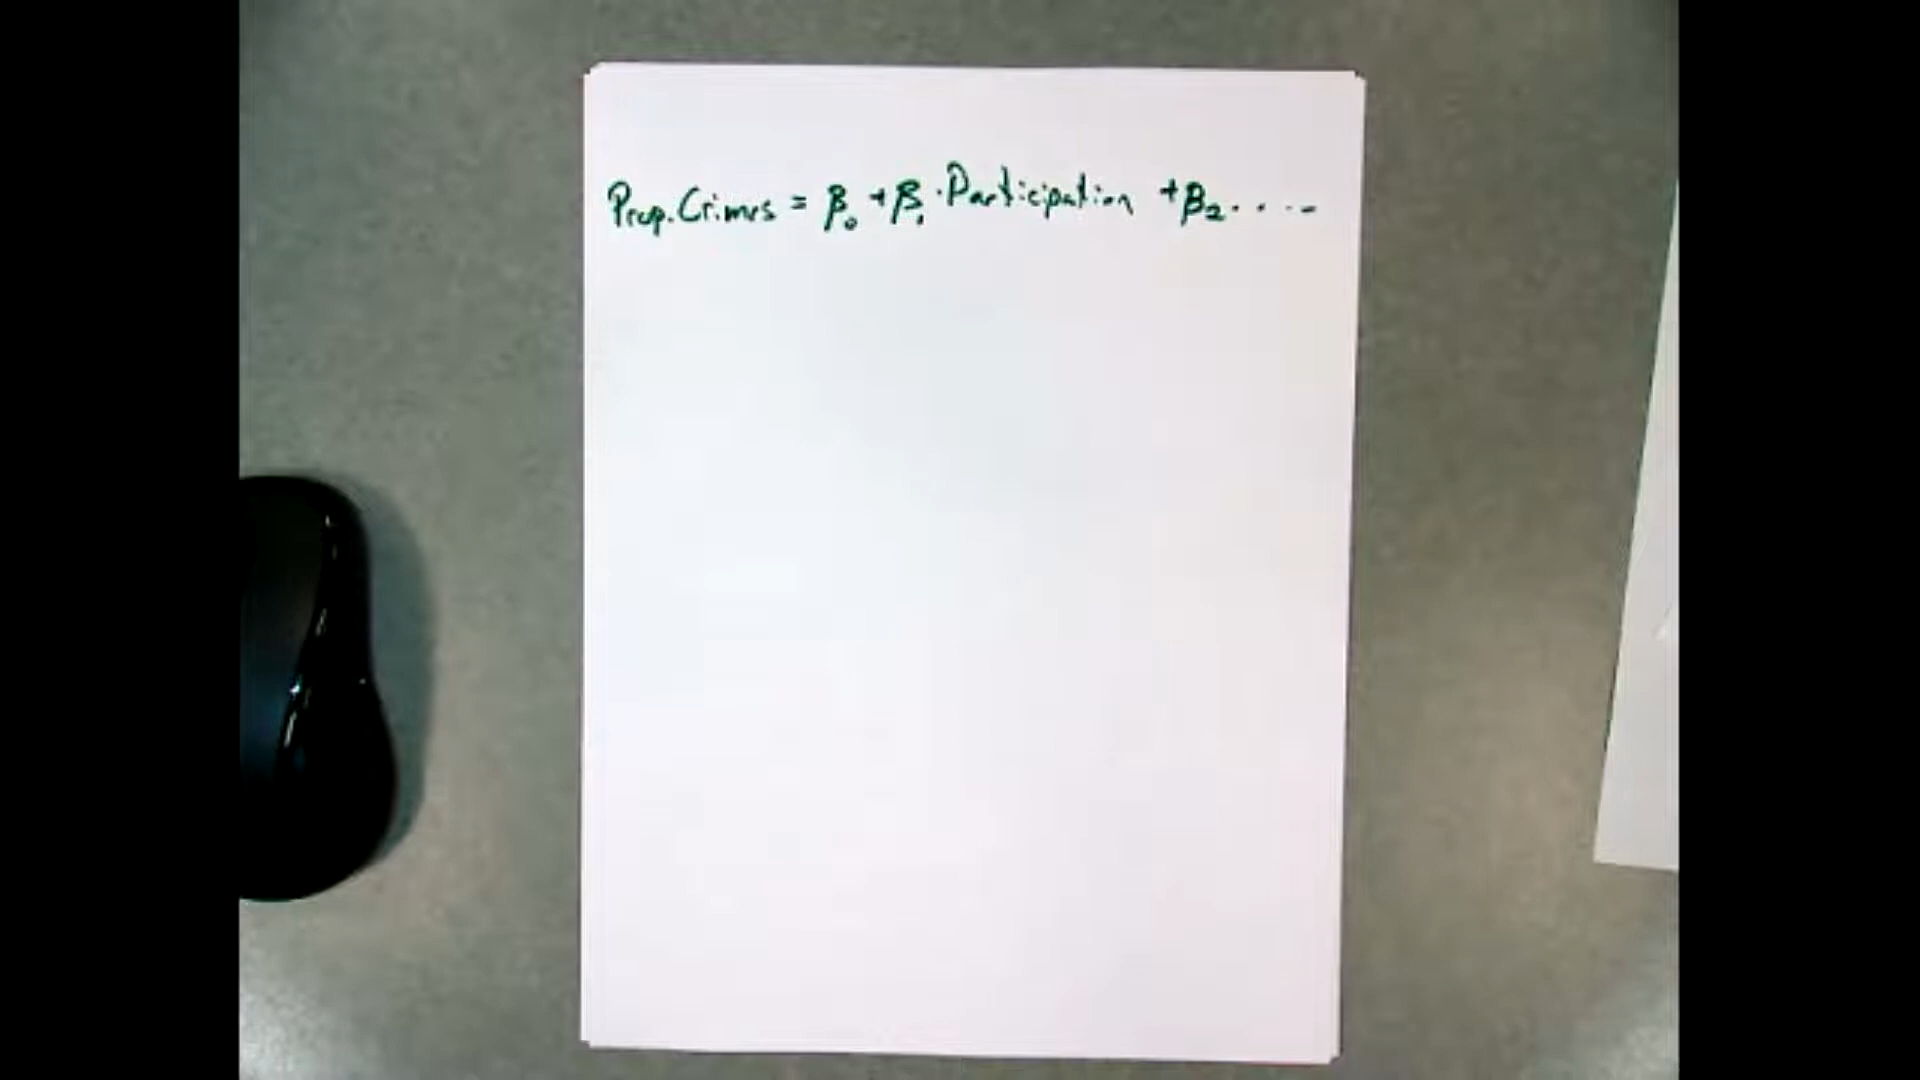 Prop. Crimes = β₀ + β₁ · Participation + β₂ . . . .